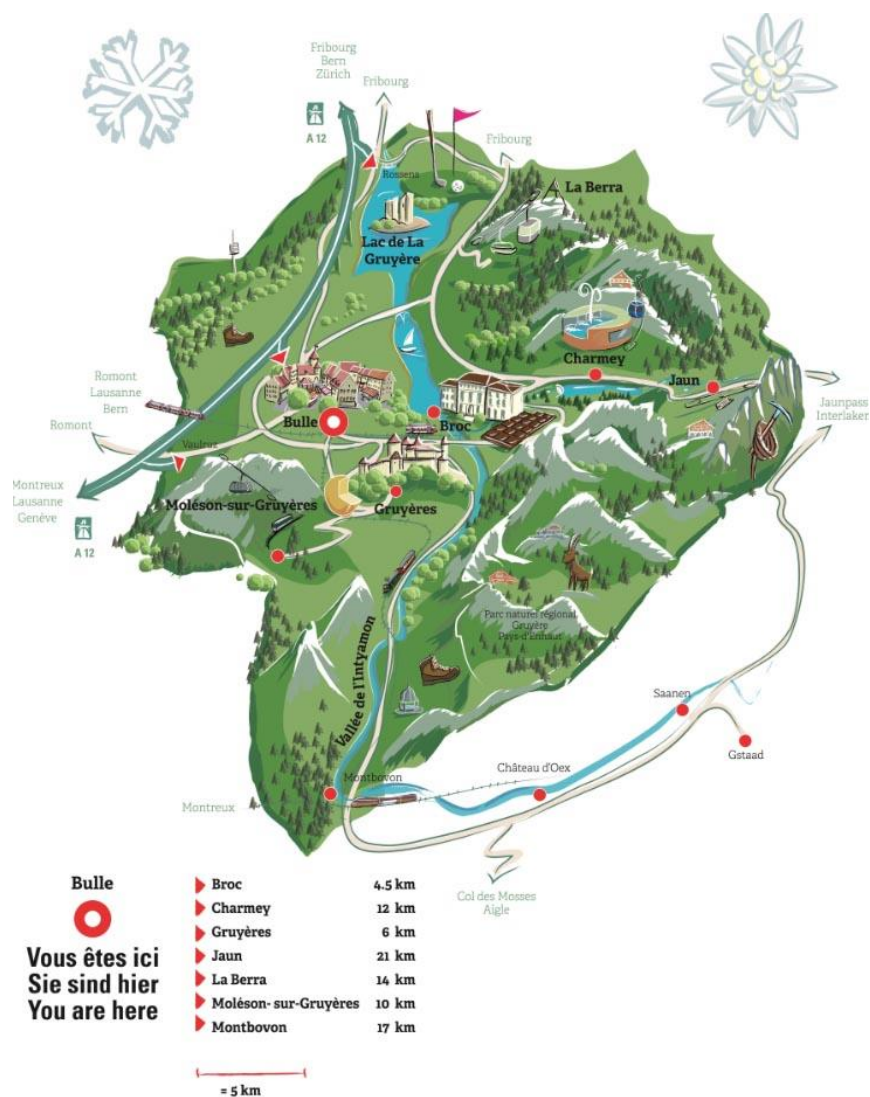 Fribourg
Bern
Zürich
Fribourg
A 12
Fribourg
Rossena
La Berra
Lac de La
Gruyère
Charmey
Jaun
Jaunpass
Interlaken
Romont
Lausanne
Bern
Romont
Vaulruz
Bulle
Broc
Montreux
Lausanne
Genève
A 12
Moléson-sur-Gruyères
Gruyères
Parc naturel régional
Gruyère
Pays-d'Enhaut
Vallée de l'Intyamon
Saanen
Gstaad
Château d'Oex
Montbovon
Montreux
Col des Mosses
Aigle
Bulle
Vous êtes ici
Sie sind hier
You are here
Broc 4.5 km
Charmey 12 km
Gruyères 6 km
Jaun 21 km
La Berra 14 km
Moléson- sur-Gruyères 10 km
Montbovon 17 km
= 5 km